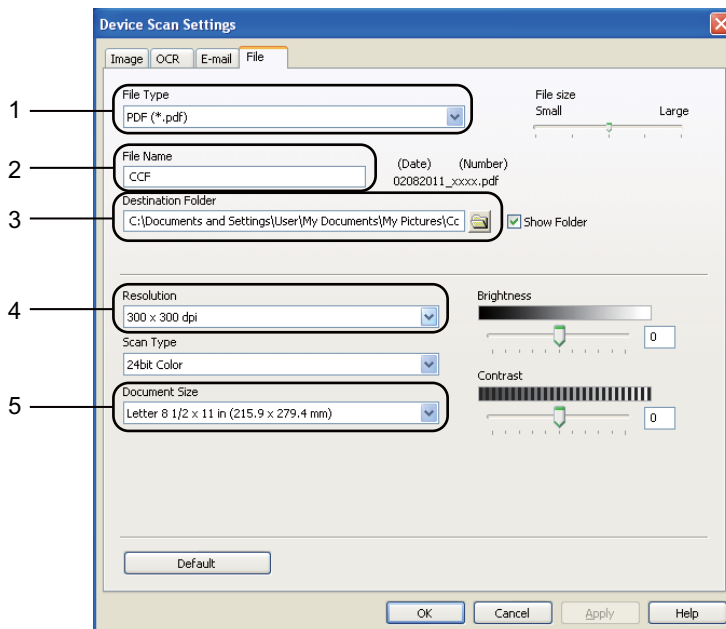 Device Scan Settings
Image OCR E-mail File
1
File Type
PDF (*.pdf)
File size
Small Large
2
File Name
CCF
(Date) (Number)
02082011_xxxx.pdf
3
Destination Folder
C:\Documents and Settings\User\My Documents\My Pictures\Cc
Show Folder
4
Resolution
300 x 300 dpi
Brightness
0
Scan Type
24bit Color
Contrast
0
5
Document Size
Letter 8 1/2 x 11 in (215.9 x 279.4 mm)
Default
OK Cancel Apply Help